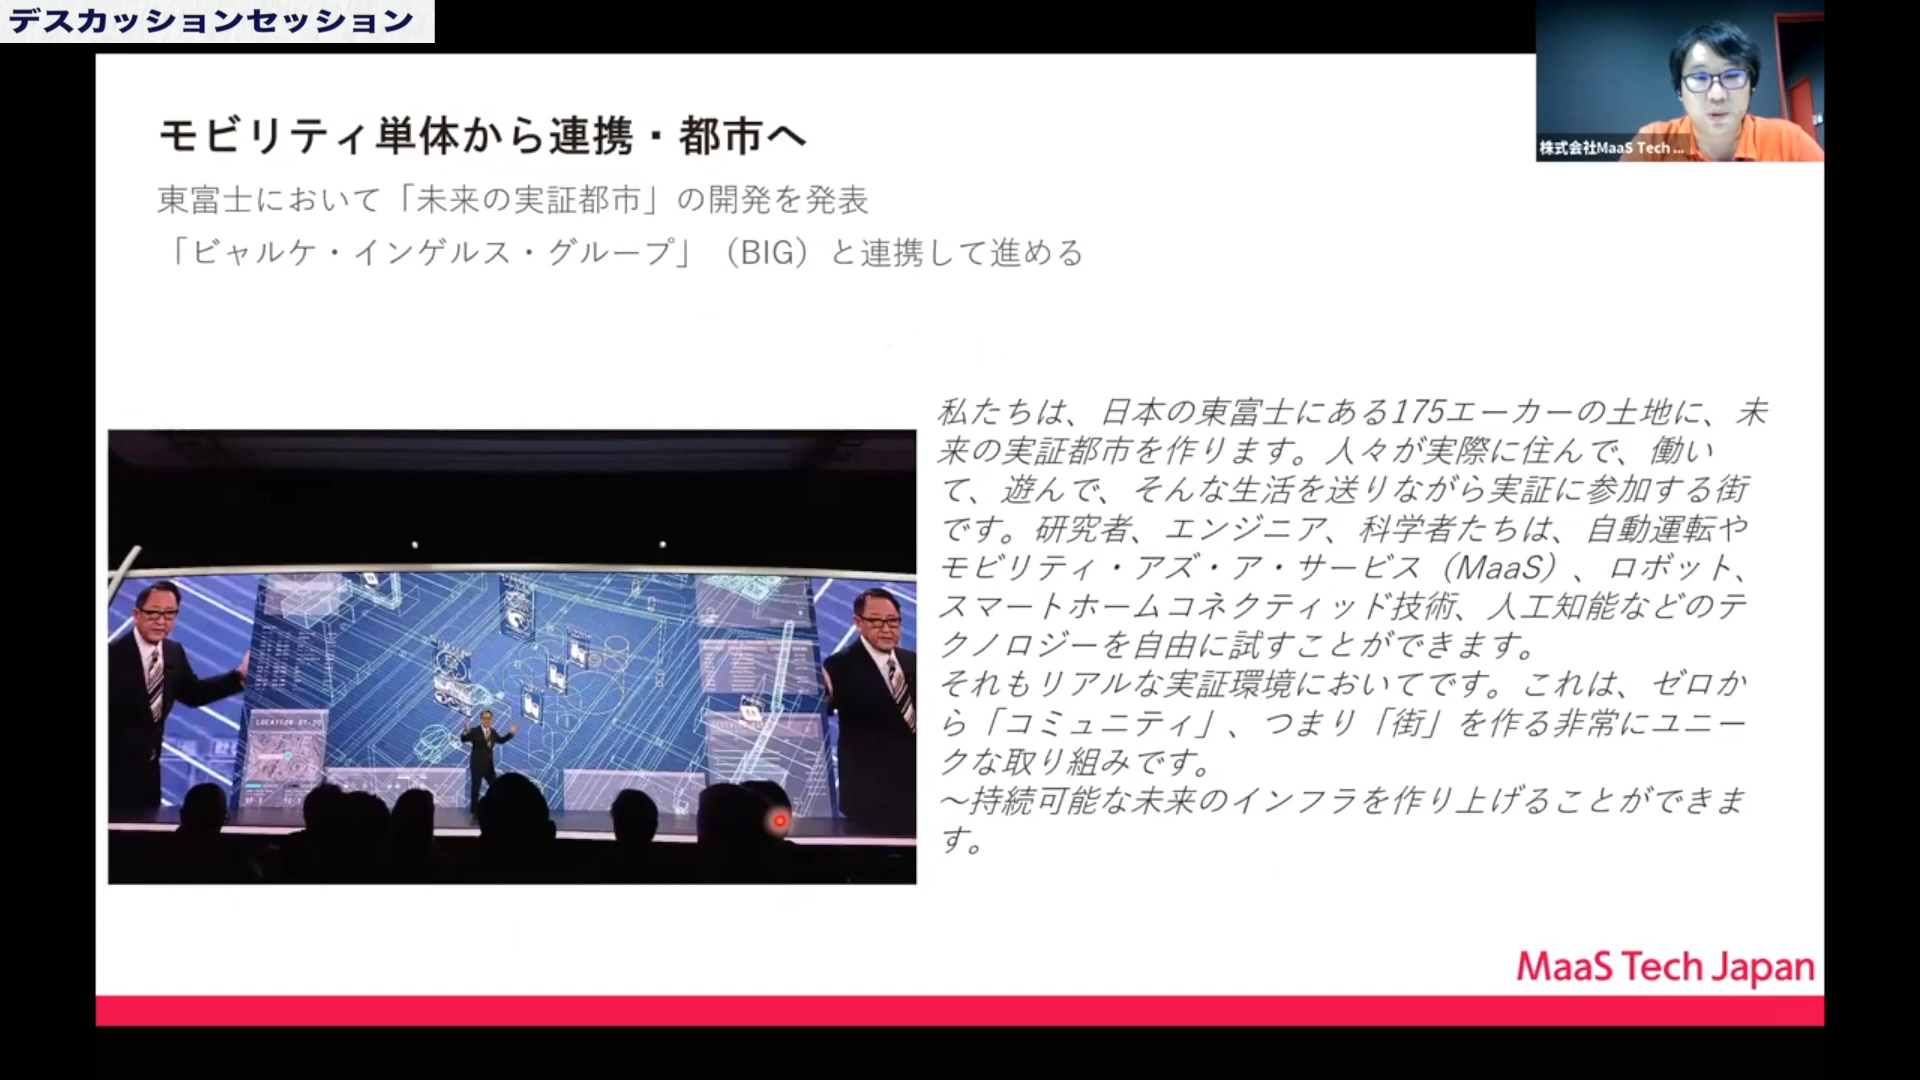 デスカッションセッション
株式会社MaaS Tech ...
モビリティ単体から連携・都市へ
東富士において「未来の実証都市」の開発を発表
「ビャルケ・インゲルス・グループ」（BIG）と連携して進める
私たちは、日本の東富士にある175エーカーの土地に、未
来の実証都市を作ります。人々が実際に住んで、働い
て、遊んで、そんな生活を送りながら実証に参加する街
です。研究者、エンジニア、科学者たちは、自動運転や
モビリティ・アズ・ア・サービス（MaaS）、ロボット、
スマートホームコネクティッド技術、人工知能などのテ
クノロジーを自由に試すことができます。
それもリアルな実証環境においてです。これは、ゼロか
ら「コミュニティ」、つまり「街」を作る非常にユニー
クな取り組みです。
～持続可能な未来のインフラを作り上げることができま
す。
MaaS Tech Japan